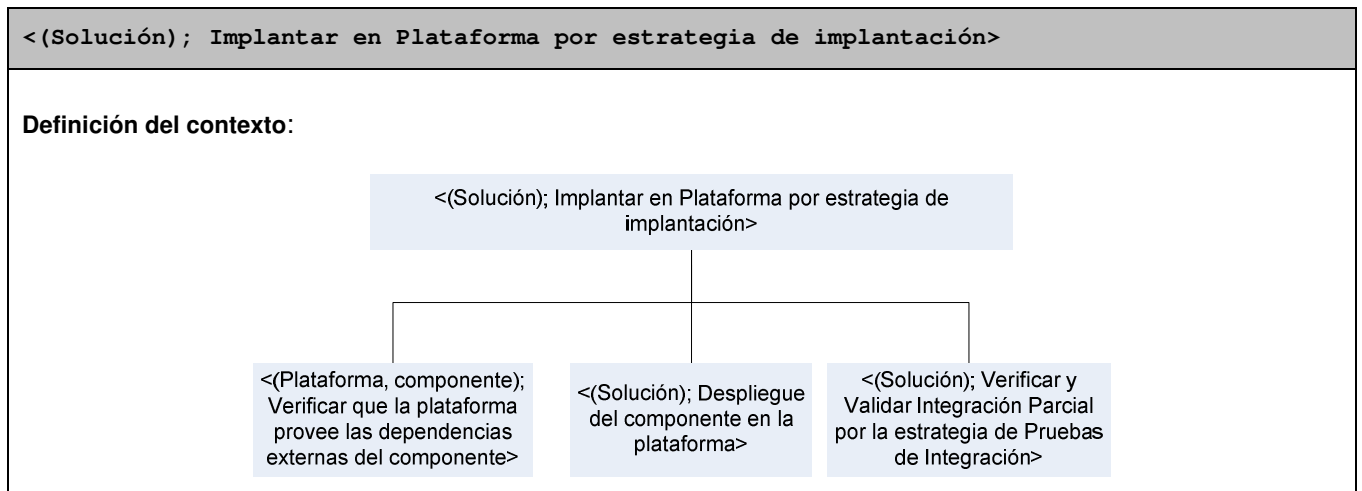 <(Solución); Implantar en Plataforma por estrategia de implantación>
Definición del contexto:
<(Solución); Implantar en Plataforma por estrategia de
implantación>
<(Plataforma, componente);
Verificar que la plataforma
provee las dependencias
externas del componente>
<(Solución); Despliegue
del componente en la
plataforma>
<(Solución); Verificar y
Validar Integración Parcial
por la estrategia de Pruebas
de Integración>